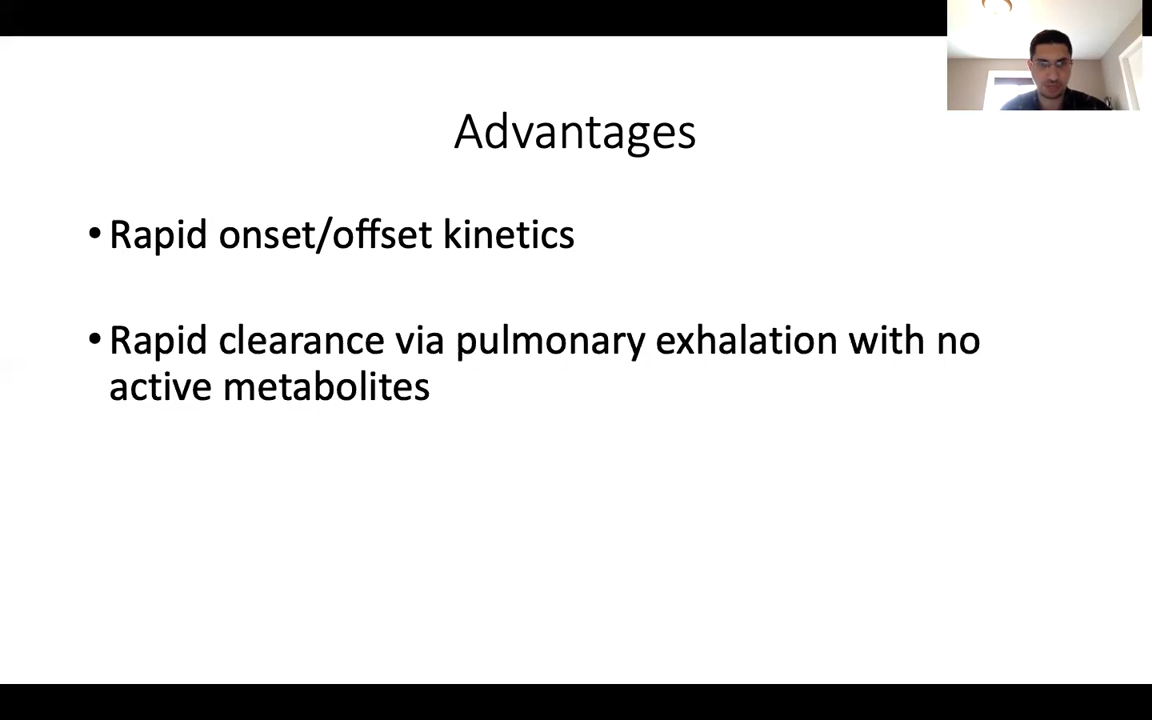 Advantages
• Rapid onset/offset kinetics
• Rapid clearance via pulmonary exhalation with no
active metabolites